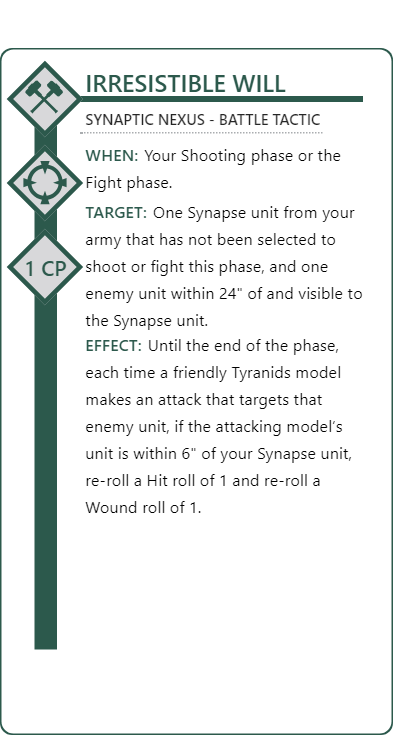 IRRESISTIBLE WILL
SYNAPTIC NEXUS - BATTLE TACTIC
WHEN: Your Shooting phase or the
Fight phase.
TARGET: One Synapse unit from your
army that has not been selected to
1 CP
shoot or fight this phase, and one
enemy unit within 24" of and visible to
the Synapse unit.
EFFECT: Until the end of the phase,
each time a friendly Tyranids model
makes an attack that targets that
enemy unit, if the attacking model's
unit is within 6" of your Synapse unit,
re-roll a Hit roll of 1 and re-roll a
Wound roll of 1.